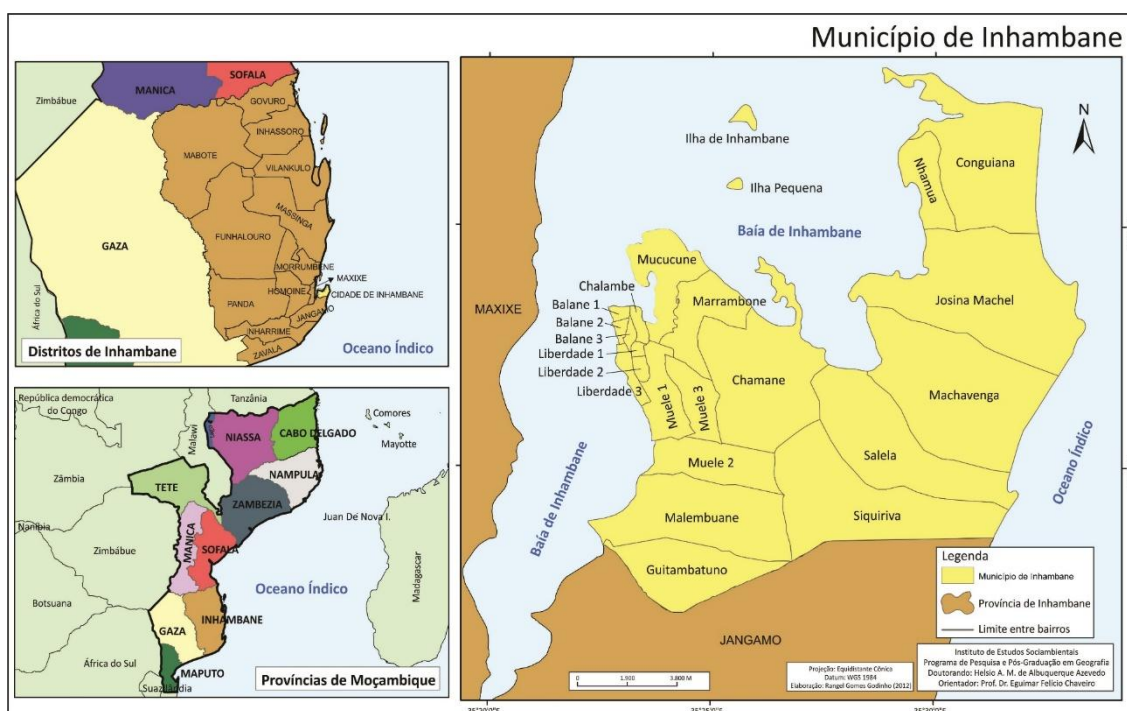 Município de Inhambane
Zimbábue
MANICA
SOFALA
GOVURO
INHASSORO
MABOTE
VILANKULO
MASSINGA
GAZA
FUNHALOURO
MORRUMBENE
MAXIXE
HOMOINE
CIDADE DE INHAMBANE
PANDA
JANGAMO
INHARRIME
ZAVALA
África do Sul
Distritos de Inhambane
Oceano Índico
República democrática
do Congo
Tanzânia
Comores
Mayotte
Malawi
NIASSA
CABO DELGADO
NAMPULA
Zâmbia
TETE
ZAMBEZIA
Juan De Nova I.
Namíbia
Zimbábue
MANICA
SOFALA
Madagascar
Oceano Índico
Botsuana
INHAMBANE
GAZA
África do Sul
MAPUTO
Suazilândia
Províncias de Moçambique
N
Ilha de Inhambane
Ilha Pequena
Conguiana
Nhamua
Baía de Inhambane
Mucucune
Chalambe
Marrambone
Josina Machel
MAXIXE
Balane 1
Balane 2
Balane 3
Liberdade 1
Liberdade 2
Liberdade 3
Chamane
Machavenga
Muele 1
Muele 3
Salela
Muele 2
Oceano Índico
Baía de Inhambane
Malembuane
Siquiriva
Guitambatuno
JANGAMO
Legenda
Município de Inhambane
Província de Inhambane
Limite entre bairros
0
3.800 M
Projeção: Equidistante Cônica
Datum: WGS 1984
Elaboração: Rangel Gomes Godinho (2012)
Instituto de Estudos Sociambientais
Programa de Pesquisa e Pós-Graduação em Geografia
Doutorando: Helsio A. M. de Albuquerque Azevedo
Orientador: Prof. Dr. Eguimar Felício Chaveiro